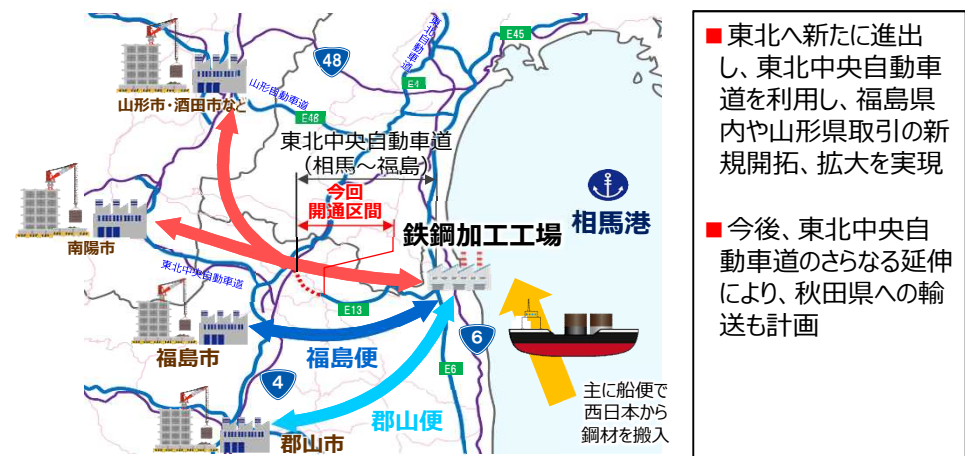 E45
48
東北自動車道
E4
山形市・酒田市など
山形自動車道
E48
東北中央自動車道
（相馬～福島）
今回
開通区間
相馬港
鉄鋼加工工場
南陽市
東北中央自動車道
E13
福島市
福島便
6
4
E6
郡山便
郡山市
主に船便で
西日本から
鋼材を搬入
■東北へ新たに進出
し、東北中央自動車
道を利用し、福島県
内や山形県取引の新
規開拓、拡大を実現
■今後、東北中央自
動車道のさらなる延伸
により、秋田県への輸
送も計画